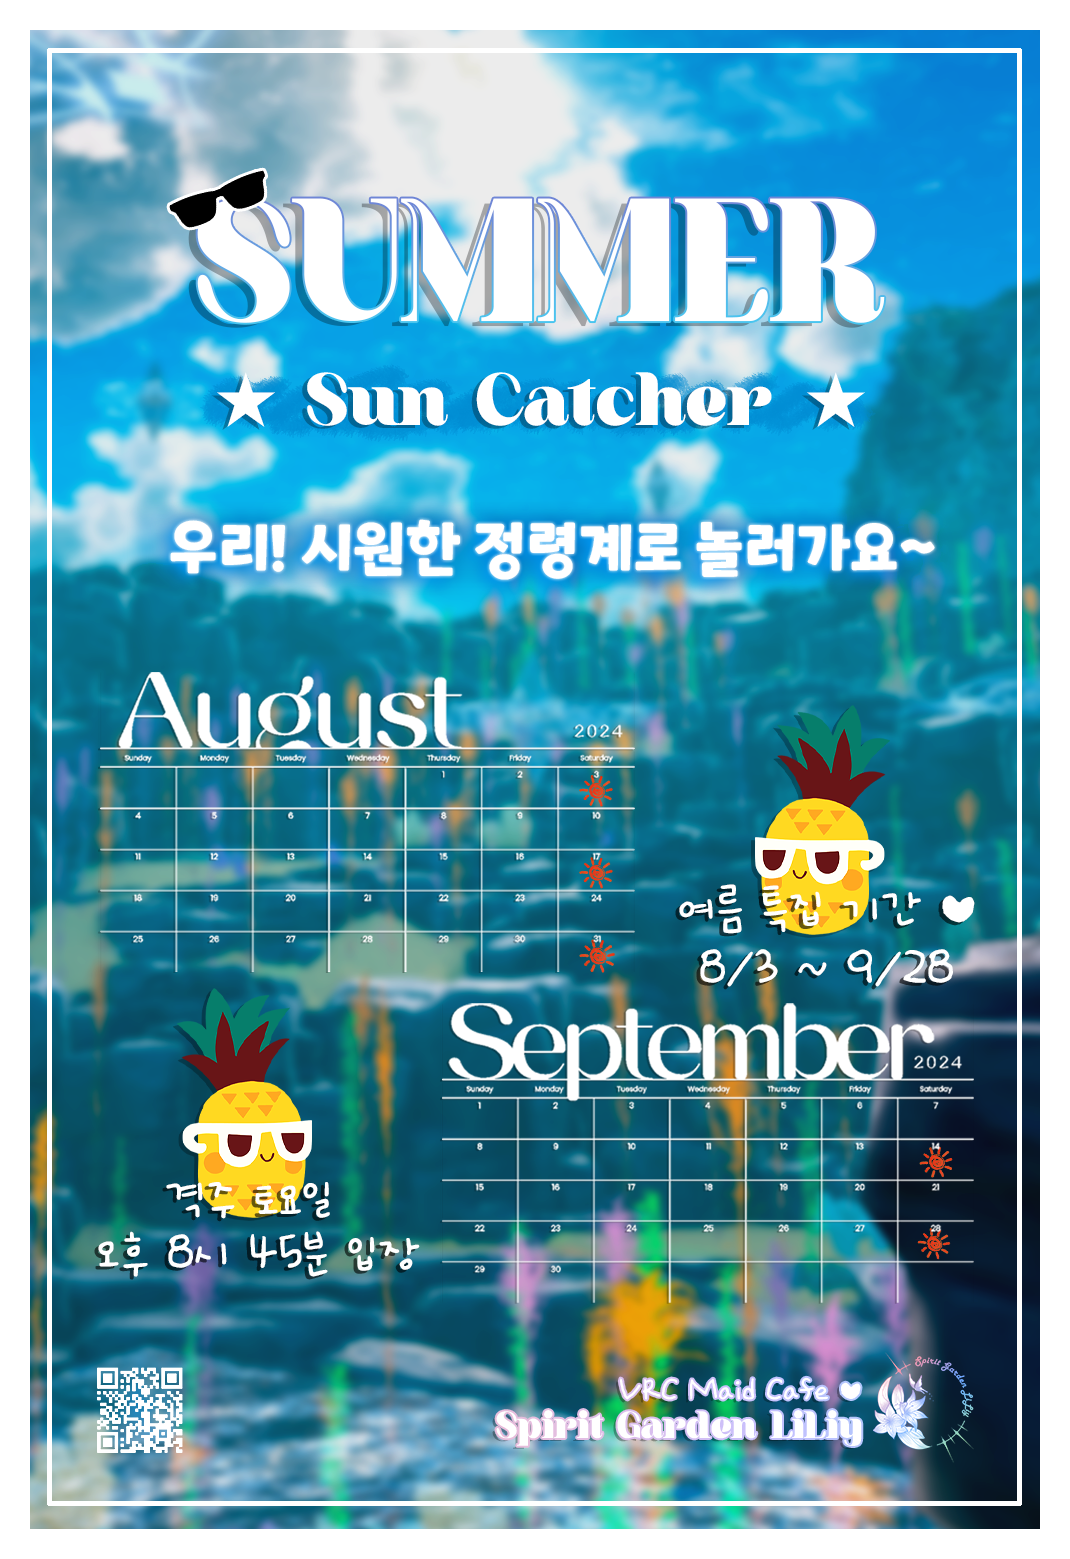 SUMMER
★ Sun Catcher ★
우리! 시원한 정령계로 놀러가요~
August
2024
Sunday Monday Tuesday Wednesday Thursday Friday Saturday
1 2 3
4 5 6 7 8 9 10
11 12 13 14 15 16 17
18 19 20 21 22 23 24
25 26 27 28 29 30 31
여름 특집 기간
8/3 ~ 9/28
September
2024
Sunday Monday Tuesday Wednesday Thursday Friday Saturday
1 2 3 4 5 6 7
8 9 10 11 12 13 14
15 16 17 18 19 20 21
22 23 24 25 26 27 28
29 30
격주 토요일
오후 8시 45분 입장
VRC Maid Cafe
Spirit Garden LiLiy
Spirit Garden LiLiy